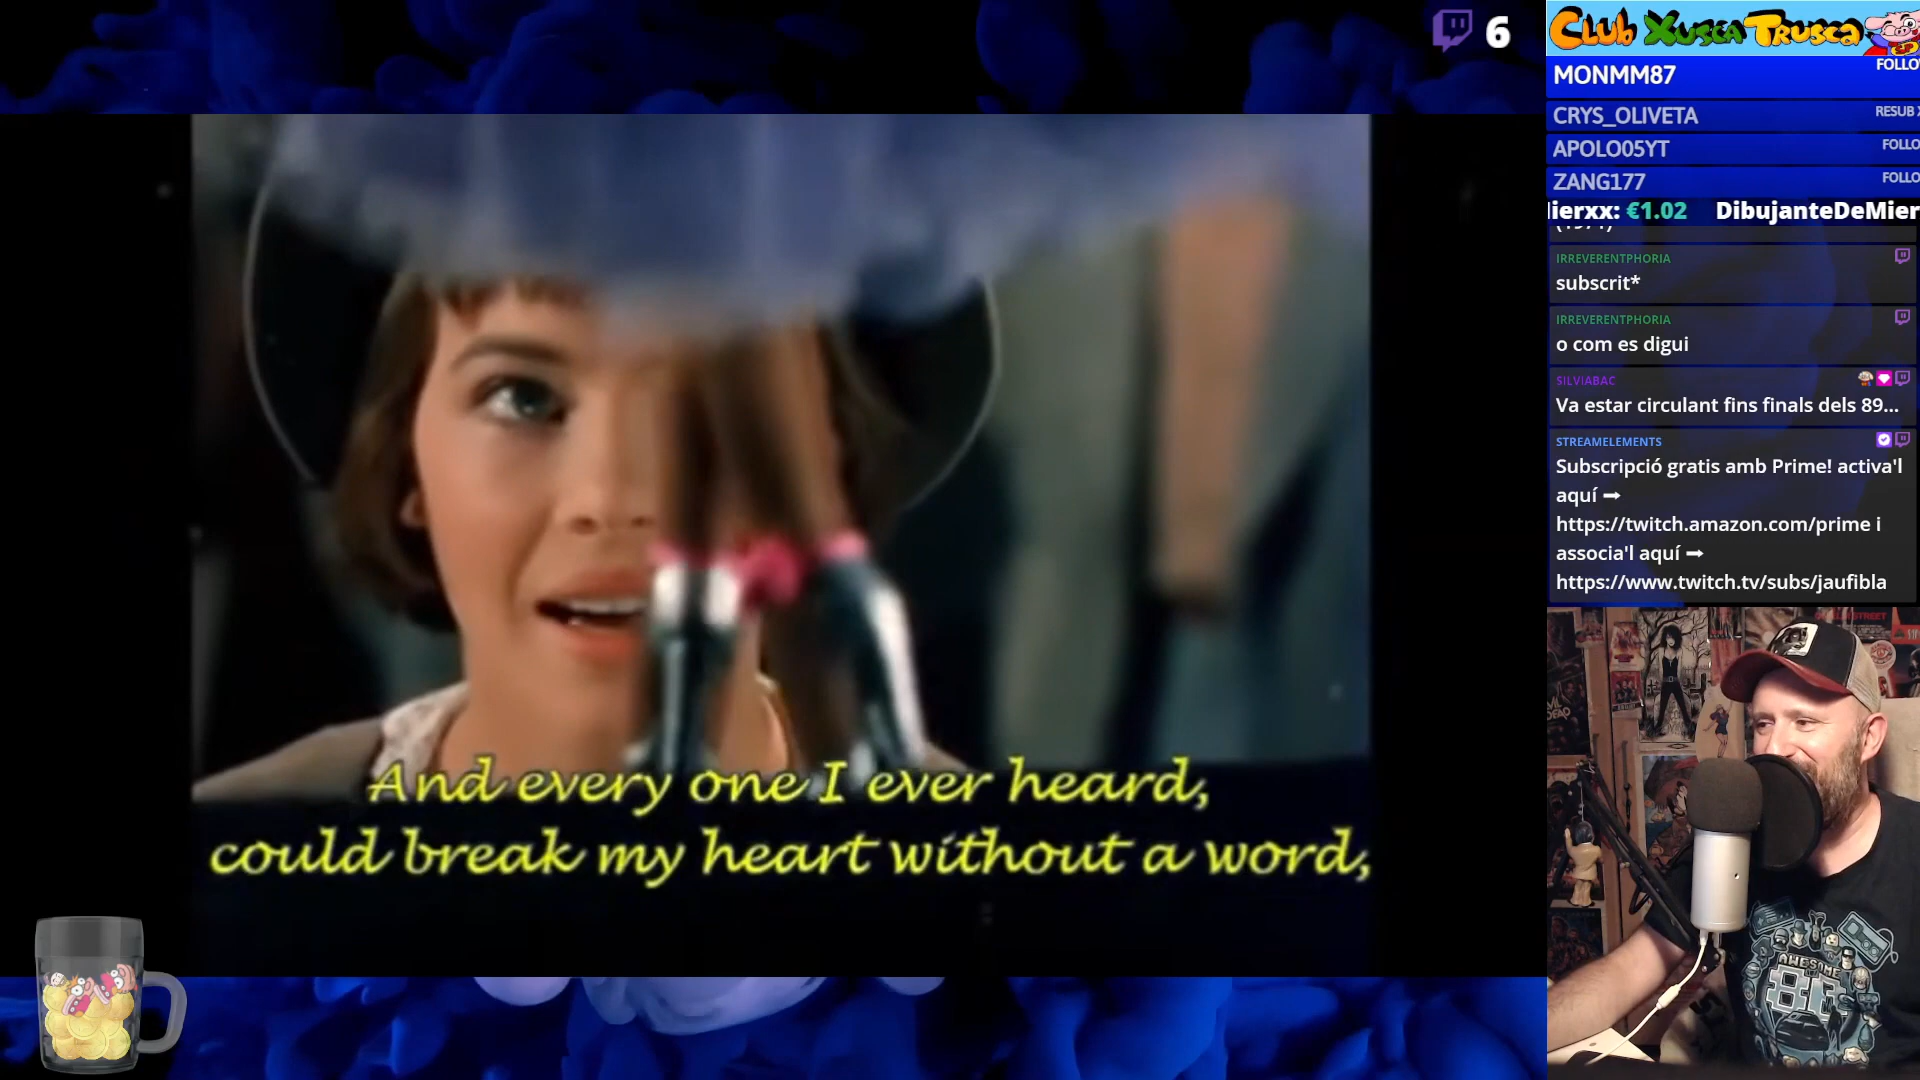 6
Club Xusca Trusca
MONMM87 FOLLO
CRYS_OLIVETA RESUB X
APOLO05YT FOLLO
ZANG177 FOLLO
lierxx: €1.02 DibujanteDeMier
IRREVERENTPHORIA
subscrit*
IRREVERENTPHORIA
o com es digui
SILVIABAC
Va estar circulant fins finals dels 89...
STREAMELEMENTS
Subscripció gratis amb Prime! activa'l
aquí ➞
https://twitch.amazon.com/prime i
associa'l aquí ➞
https://www.twitch.tv/subs/jaufibla
And every one I ever heard,
could break my heart without a word,
AWESOME
80